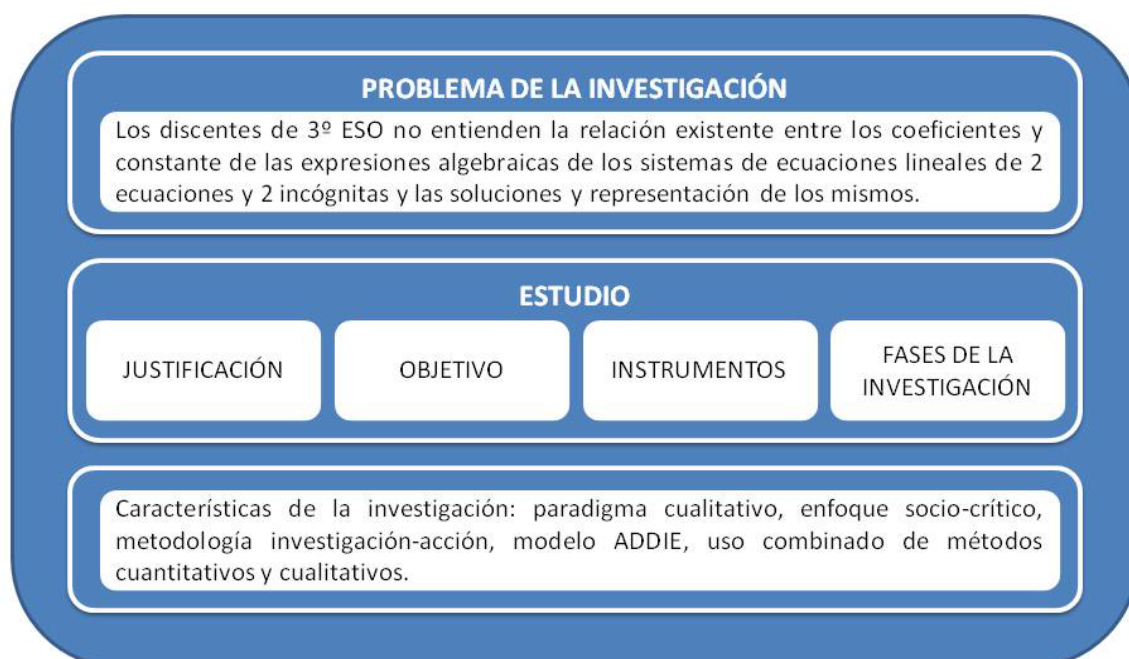 PROBLEMA DE LA INVESTIGACIÓN
Los discentes de 3º ESO no entienden la relación existente entre los coeficientes y
constante de las expresiones algebraicas de los sistemas de ecuaciones lineales de 2
ecuaciones y 2 incógnitas y las soluciones y representación de los mismos.
ESTUDIO
JUSTIFICACIÓN
OBJETIVO
INSTRUMENTOS
FASES DE LA
INVESTIGACIÓN
Características de la investigación: paradigma cualitativo, enfoque socio-crítico,
metodología investigación-acción, modelo ADDIE, uso combinado de métodos
cuantitativos y cualitativos.